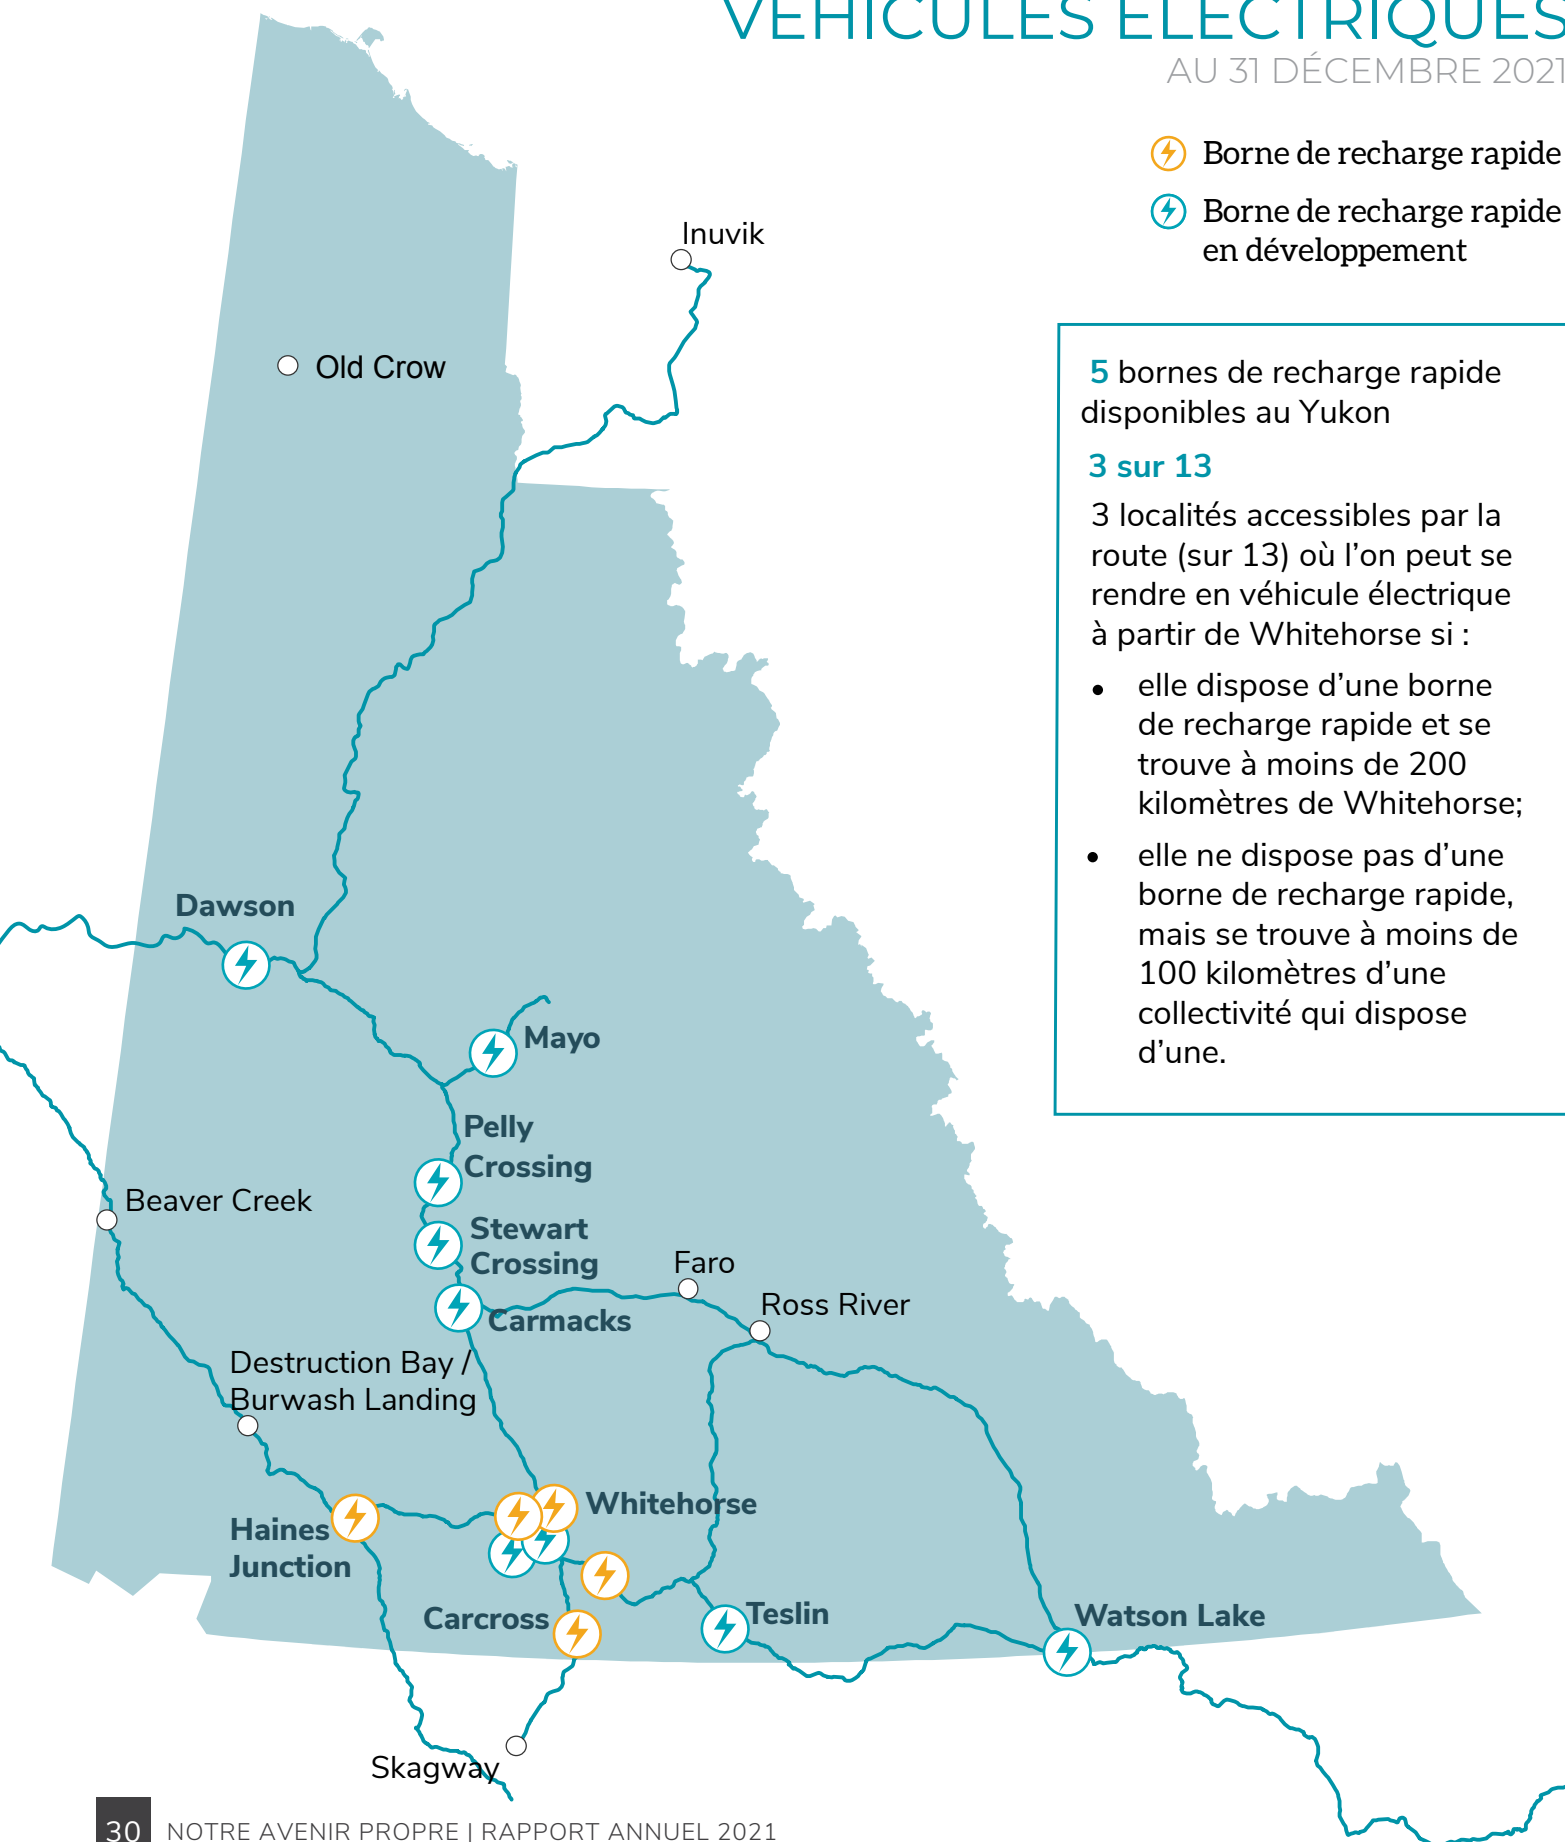 VÉHICULES ÉLECTRIQUES
AU 31 DÉCEMBRE 2021
Borne de recharge rapide
Borne de recharge rapide
en développement
Inuvik
Old Crow
5 bornes de recharge rapide
disponibles au Yukon
3 sur 13
3 localités accessibles par la
route (sur 13) où l’on peut se
rendre en véhicule électrique
à partir de Whitehorse si :
• elle dispose d’une borne
de recharge rapide et se
trouve à moins de 200
kilomètres de Whitehorse;
• elle ne dispose pas d’une
borne de recharge rapide,
mais se trouve à moins de
100 kilomètres d’une
collectivité qui dispose
d’une.
Dawson
Mayo
Pelly
Crossing
Beaver Creek
Stewart
Crossing
Faro
Ross River
Carmacks
Destruction Bay /
Burwash Landing
Whitehorse
Haines
Junction
Carcross
Teslin
Watson Lake
Skagway
30 NOTRE AVENIR PROPRE | RAPPORT ANNUEL 2021